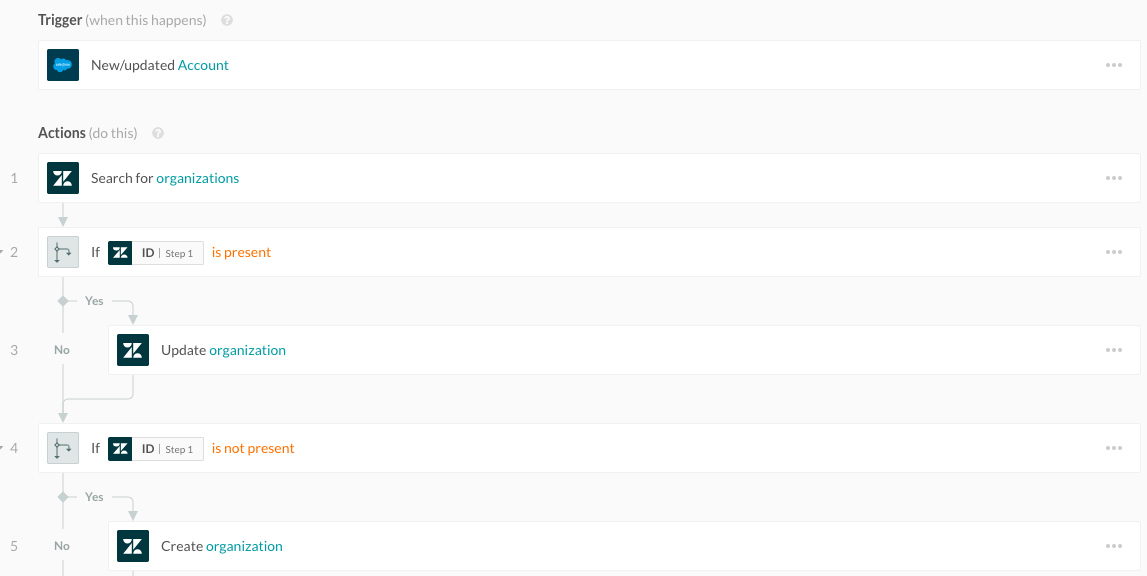 Trigger (when this happens) ?
New/updated Account
Actions (do this) ?
1 Search for organizations
2 If ID | Step 1 is present
Yes
3 No Update organization
4 If ID | Step 1 is not present
Yes
5 No Create organization